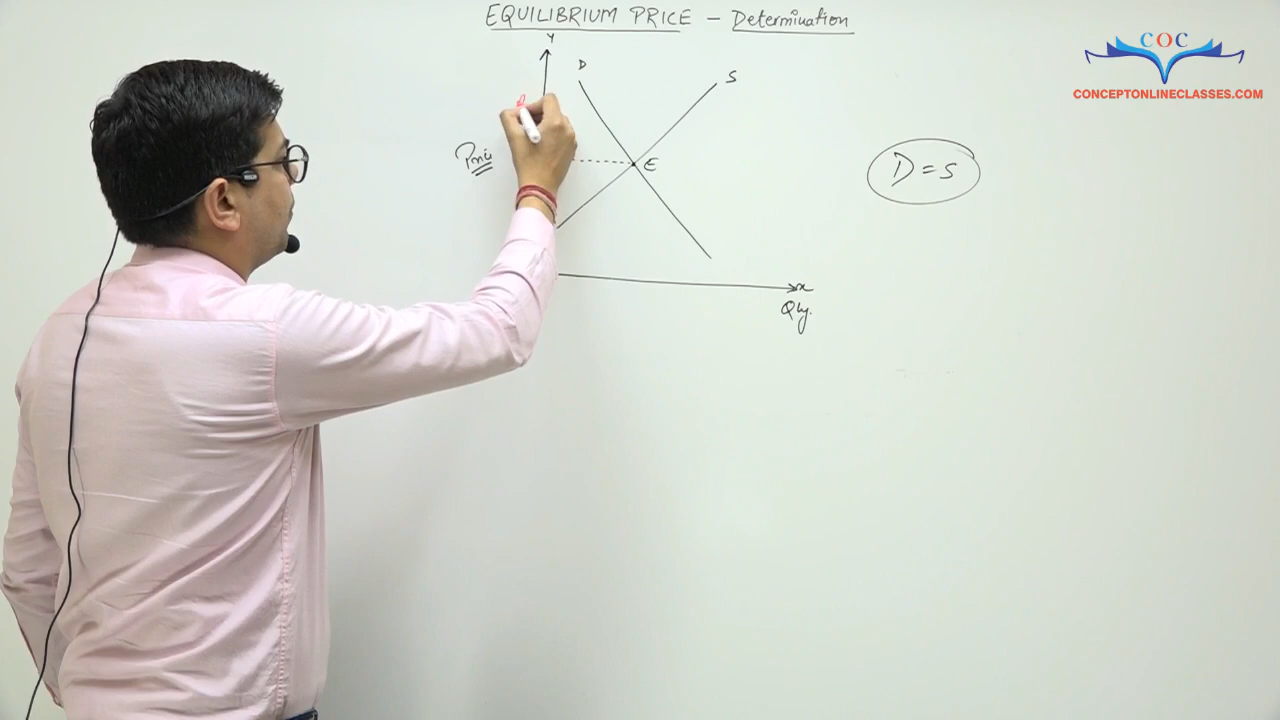 EQUILIBRIUM PRICE – Determination
COC
CONCEPTONLINECLASSES.COM
Y
D
S
Price
E
D = S
x
Qty.